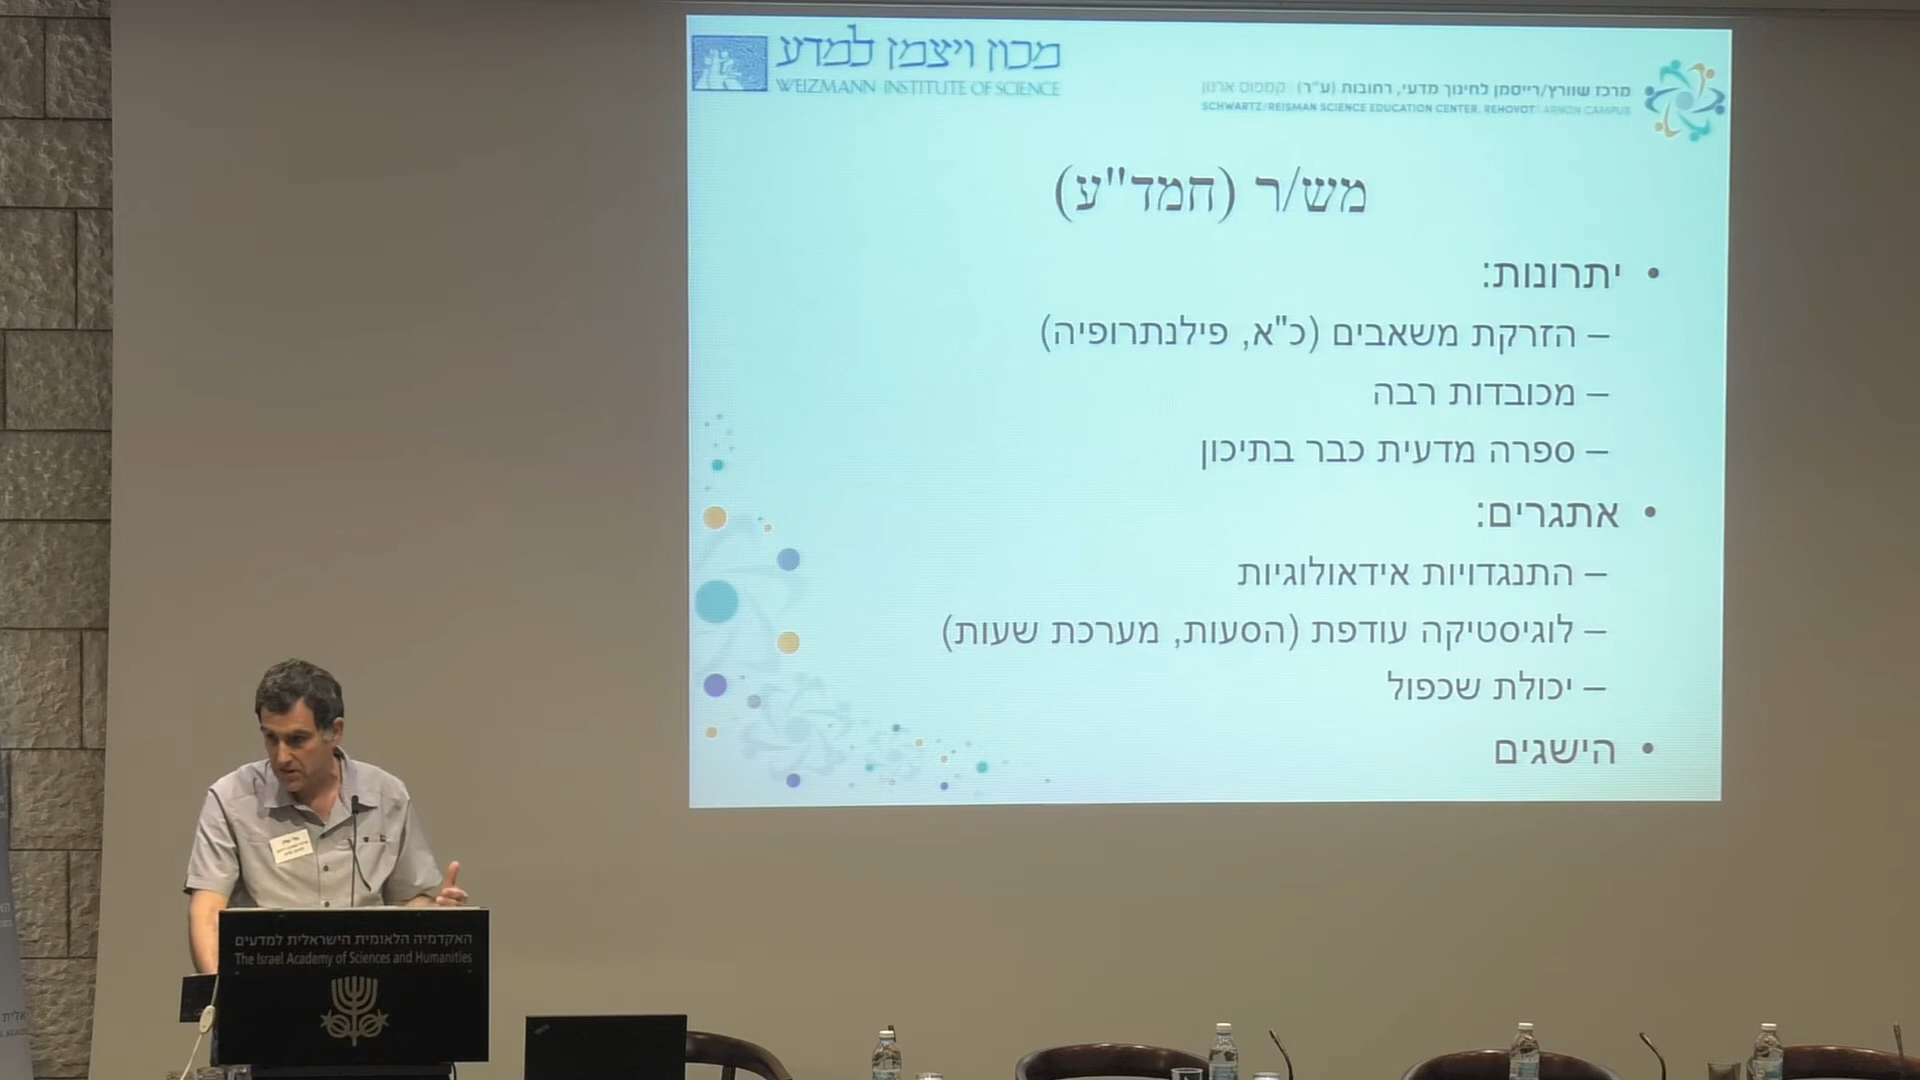 מכון ויצמן למדע
WEIZMANN INSTITUTE OF SCIENCE
מרכז שוורץ/רייסמן לחינוך מדעי, רחובות (ע"ר) קמפוס ארנון
SCHWARTZ/REISMAN SCIENCE EDUCATION CENTER, REHOVOT ARNON CAMPUS
מש/ר (חמד"ע)
• יתרונות:
– הזרקת משאבים (כ"א, פילנתרופיה)
– מכובדות רבה
– ספרה מדעית כבר בתיכון
• אתגרים:
– התנגדויות אידאולוגיות
– לוגיסטיקה עודפת (הסעות, מערכת שעות)
– יכולת שכפול
• הישגים
האקדמיה הלאומית הישראלית למדעים
The Israel Academy of Sciences and Humanities